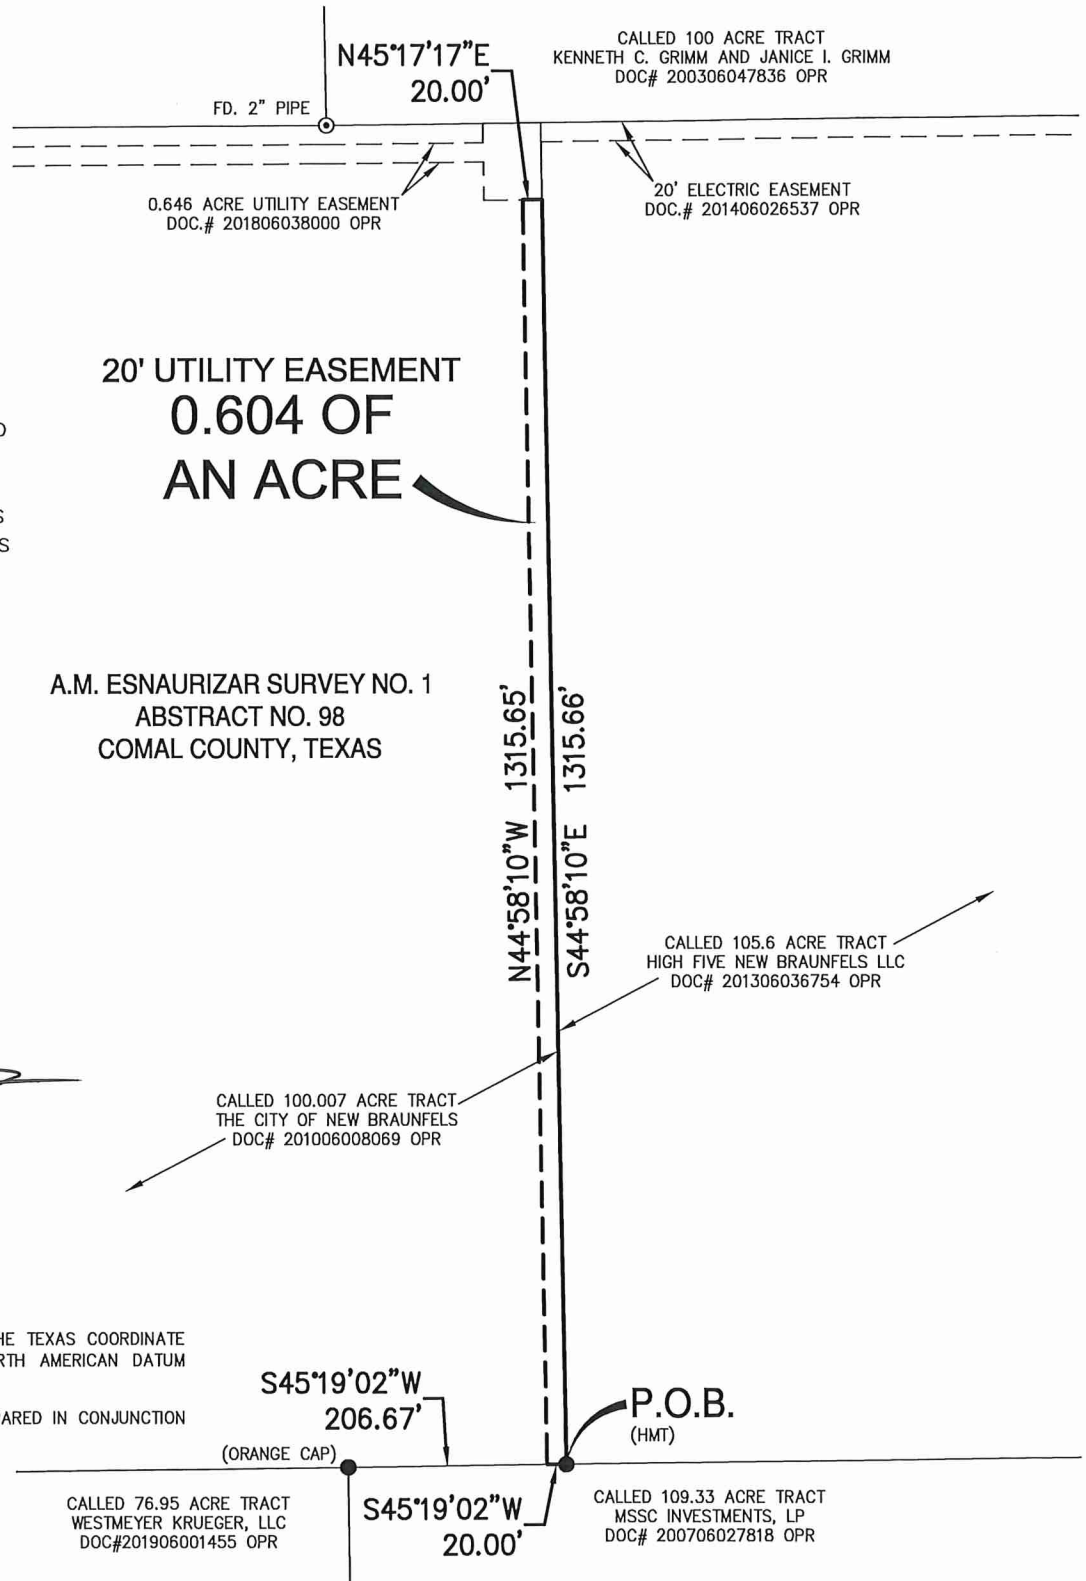 N45°17'17"E
20.00'
CALLED 100 ACRE TRACT
KENNETH C. GRIMM AND JANICE I. GRIMM
DOC# 200306047836 OPR
FD. 2" PIPE
0.646 ACRE UTILITY EASEMENT
DOC.# 201806038000 OPR
20' ELECTRIC EASEMENT
DOC.# 201406026537 OPR
20' UTILITY EASEMENT
0.604 OF
AN ACRE
S
A.M. ESNAURIZAR SURVEY NO. 1
ABSTRACT NO. 98
COMAL COUNTY, TEXAS
N44°58'10"W 1315.65'
S44°58'10"E 1315.66'
CALLED 105.6 ACRE TRACT
HIGH FIVE NEW BRAUNFELS LLC
DOC# 201306036754 OPR
CALLED 100.007 ACRE TRACT
THE CITY OF NEW BRAUNFELS
DOC# 201006008069 OPR
HE TEXAS COORDINATE
RTH AMERICAN DATUM
PARED IN CONJUNCTION
S45°19'02"W
206.67'
(ORANGE CAP)
P.O.B.
(HMT)
CALLED 76.95 ACRE TRACT
WESTMEYER KRUEGER, LLC
DOC#201906001455 OPR
S45°19'02"W
20.00'
CALLED 109.33 ACRE TRACT
MSSC INVESTMENTS, LP
DOC# 200706027818 OPR